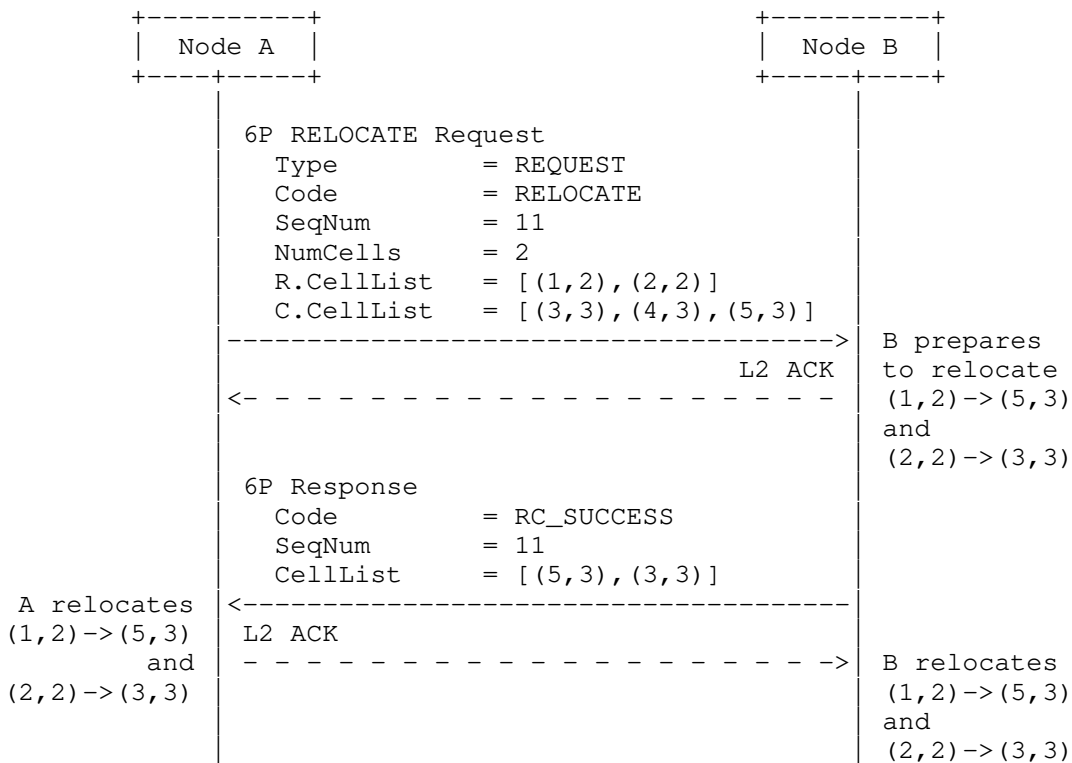 +----------+                           +----------+
|  Node A  |                           |  Node B  |
+----+-----+                           +-----+----+
6P RELOCATE Request
Type = REQUEST
Code = RELOCATE
SeqNum = 11
NumCells = 2
R.CellList = [(1,2),(2,2)]
C.CellList = [(3,3),(4,3),(5,3)]
-------------------------------------->| B prepares
L2 ACK | to relocate
<- - - - - - - - - - - - - - - - - - - | (1,2)->(5,3)
and
(2,2)->(3,3)
6P Response
Code = RC_SUCCESS
SeqNum = 11
CellList = [(5,3),(3,3)]
A relocates |<--------------------------------------|
(1,2)->(5,3) | L2 ACK
and | - - - - - - - - - - - - - - - - - - ->| B relocates
(2,2)->(3,3) | (1,2)->(5,3)
and
(2,2)->(3,3)